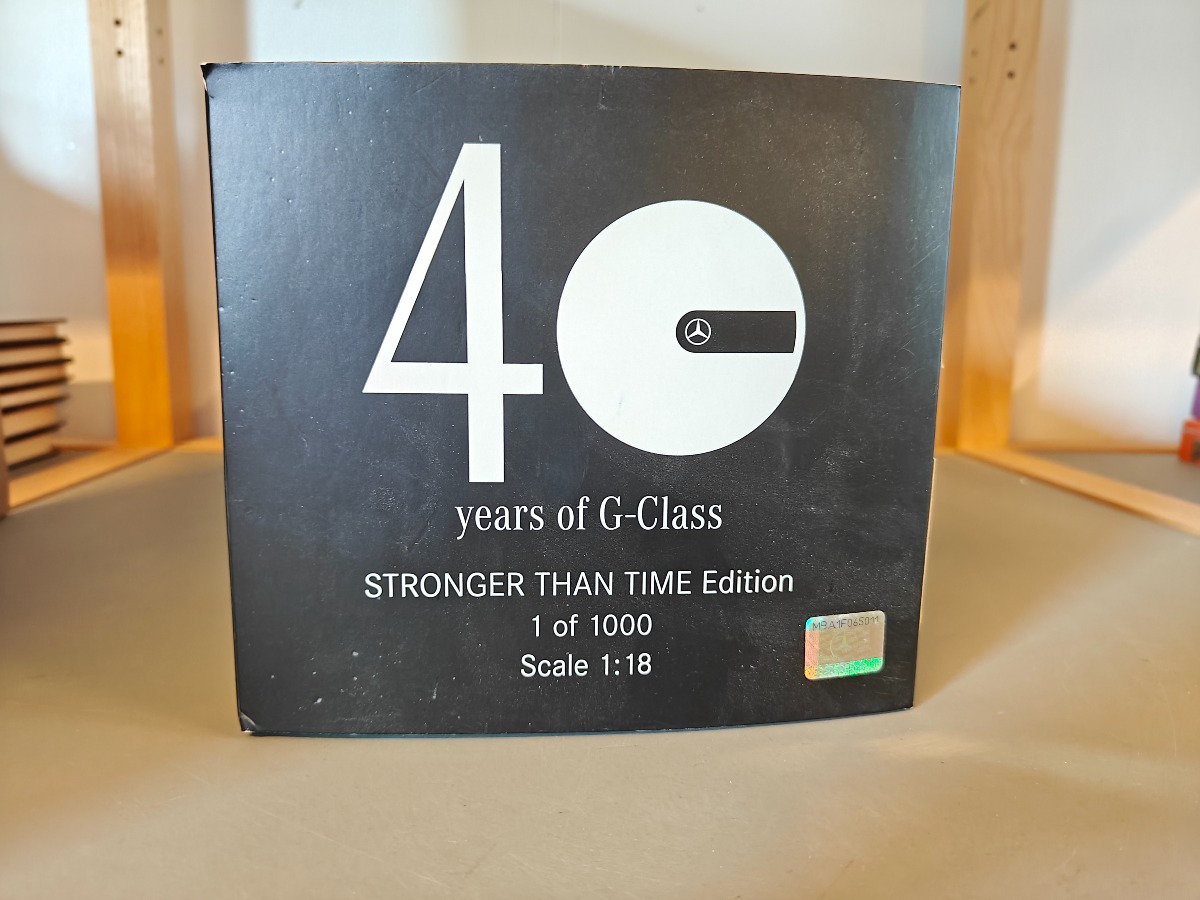 40
years of G-Class
STRONGER THAN TIME Edition
1 of 1000
Scale 1:18